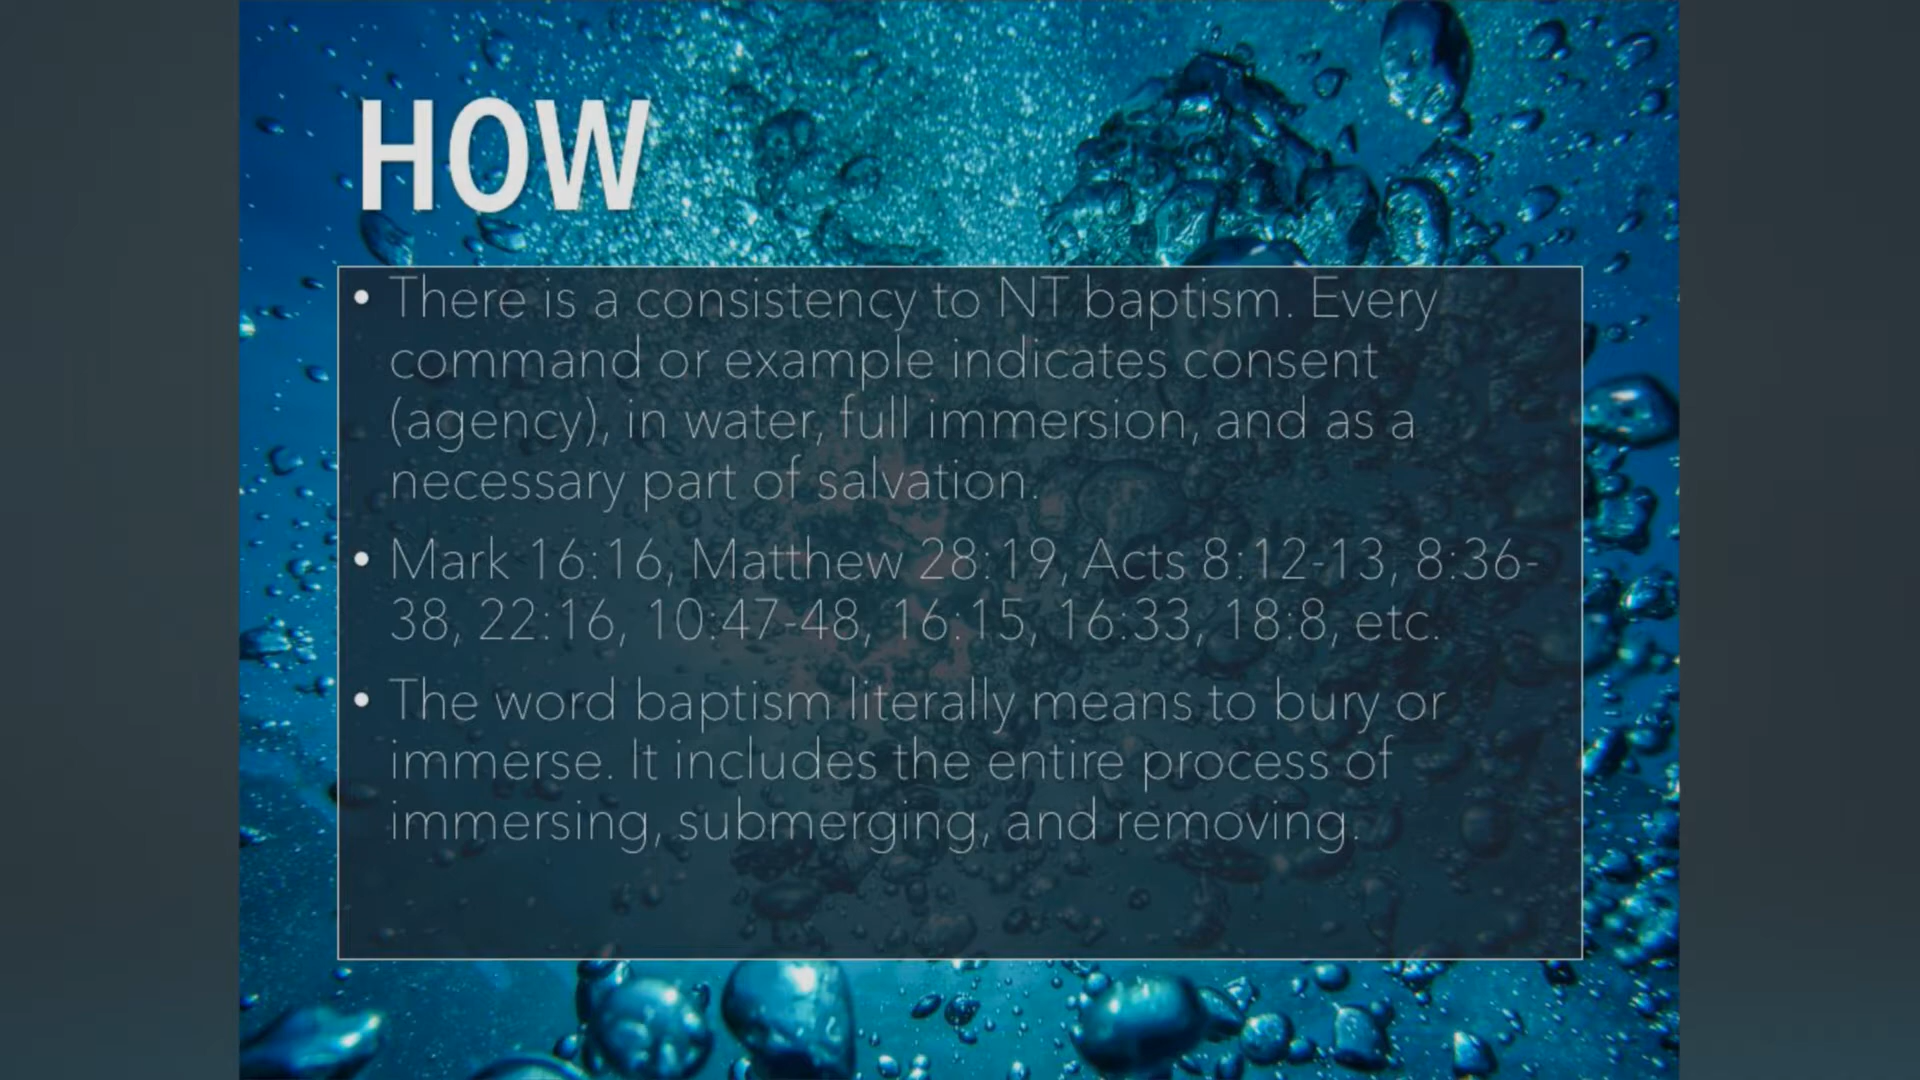 HOW
• There is a consistency to NT baptism. Every
command or example indicates consent
(agency), in water, full immersion, and as a
necessary part of salvation.
• Mark 16:16, Matthew 28:19, Acts 8:12-13, 8:36-
38, 22:16, 10:47-48, 16:15, 16:33, 18:8, etc.
• The word baptism literally means to bury or
immerse. It includes the entire process of
immersing, submerging, and removing.